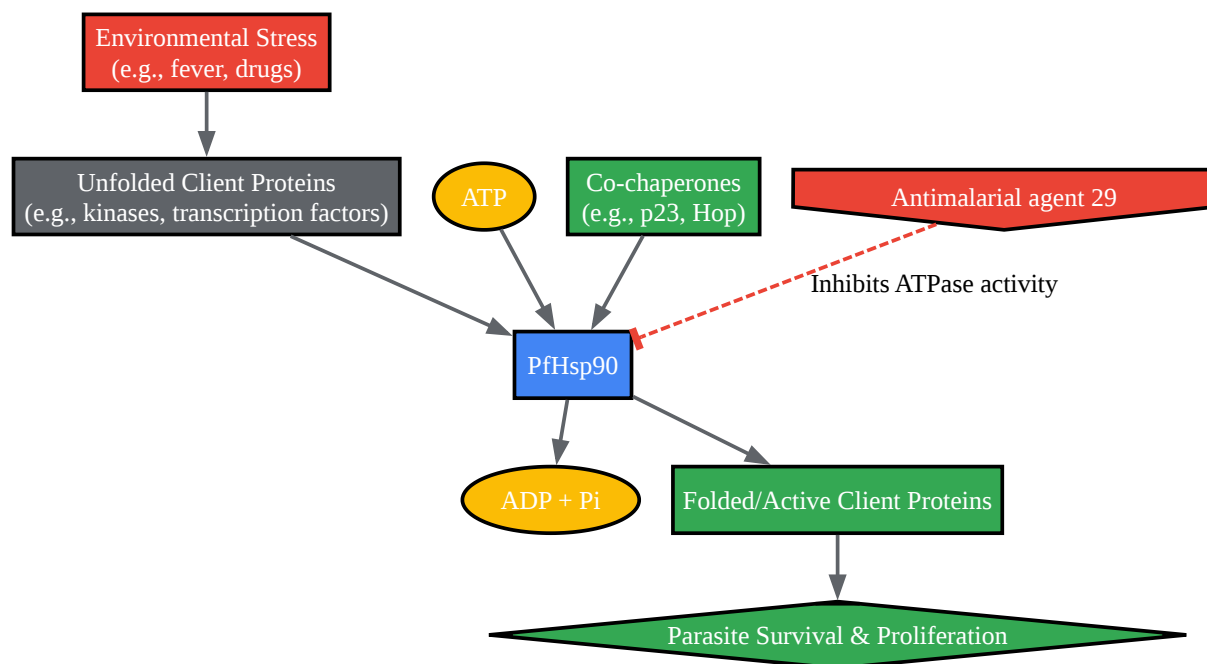 Environmental Stress
(e.g., fever, drugs)
Unfolded Client Proteins
(e.g., kinases, transcription factors)
ATP
Co-chaperones
(e.g., p23, Hop)
Antimalarial agent 29
Inhibits ATPase activity
PfHsp90
ADP + Pi
Folded/Active Client Proteins
Parasite Survival & Proliferation